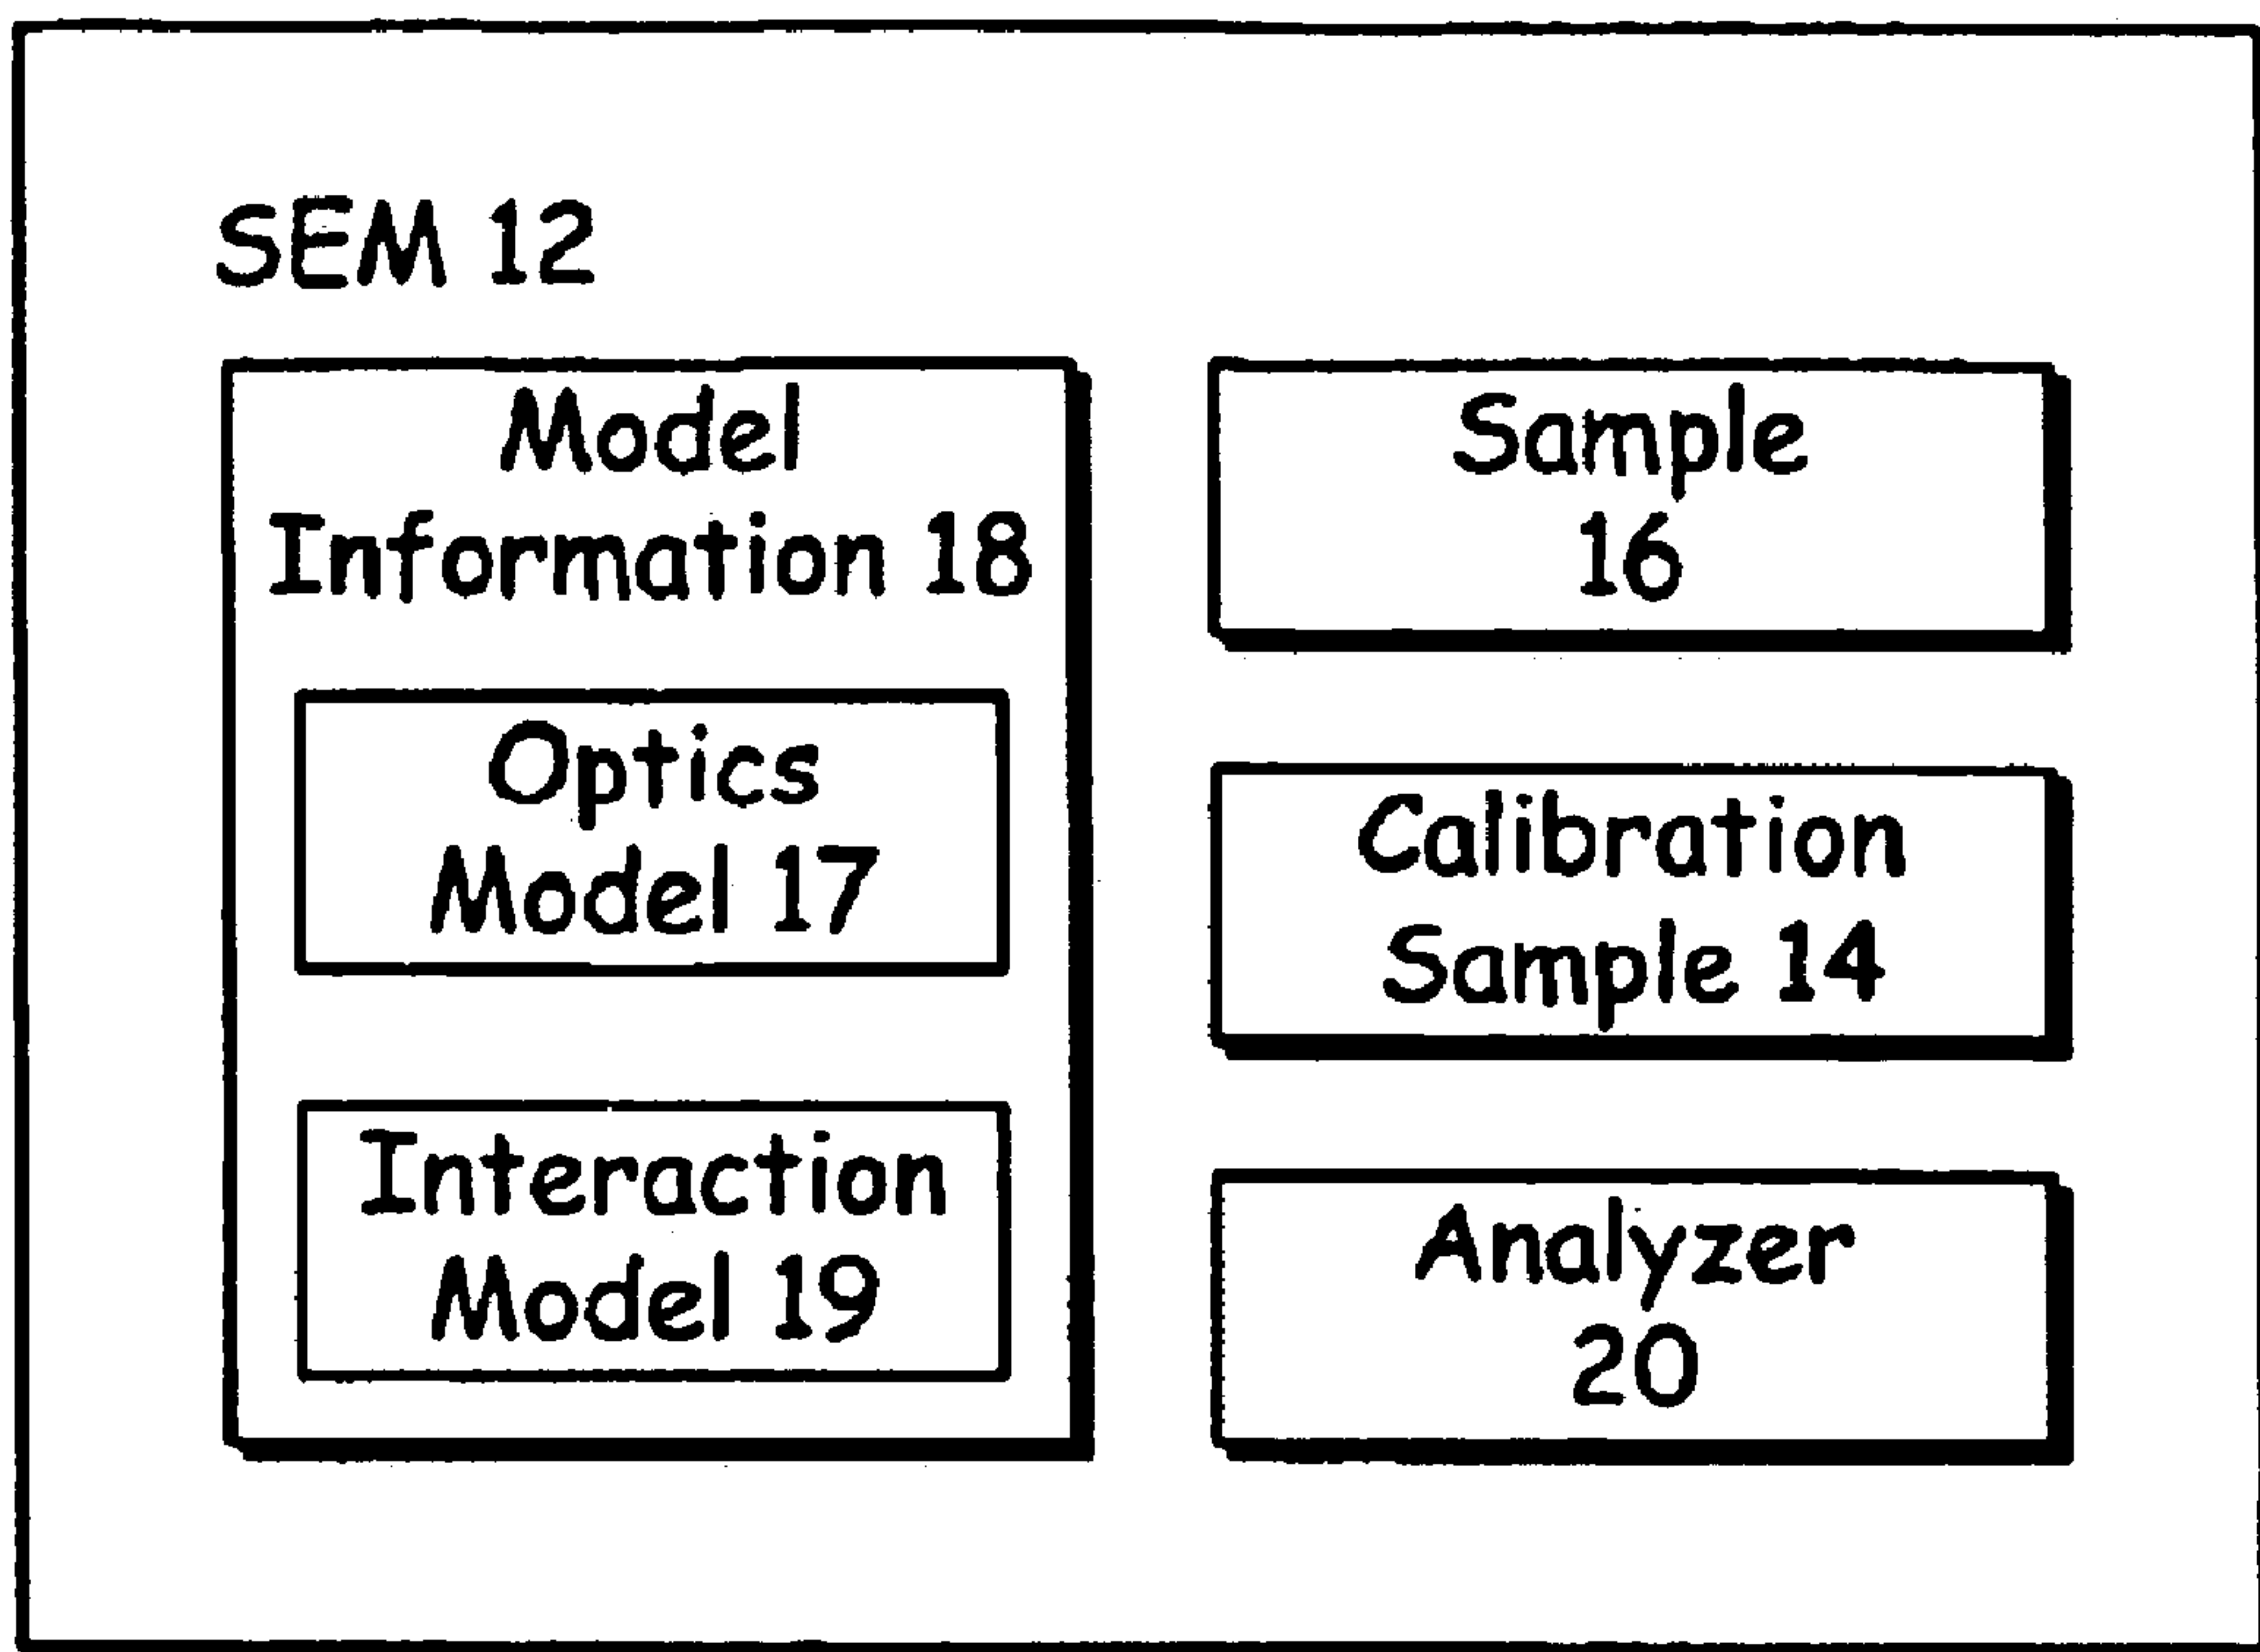 SEM 12
Model
Information 18
Optics
Model 17
Interaction
Model 19
Sample
16
Calibration
Sample 14
Analyzer
20